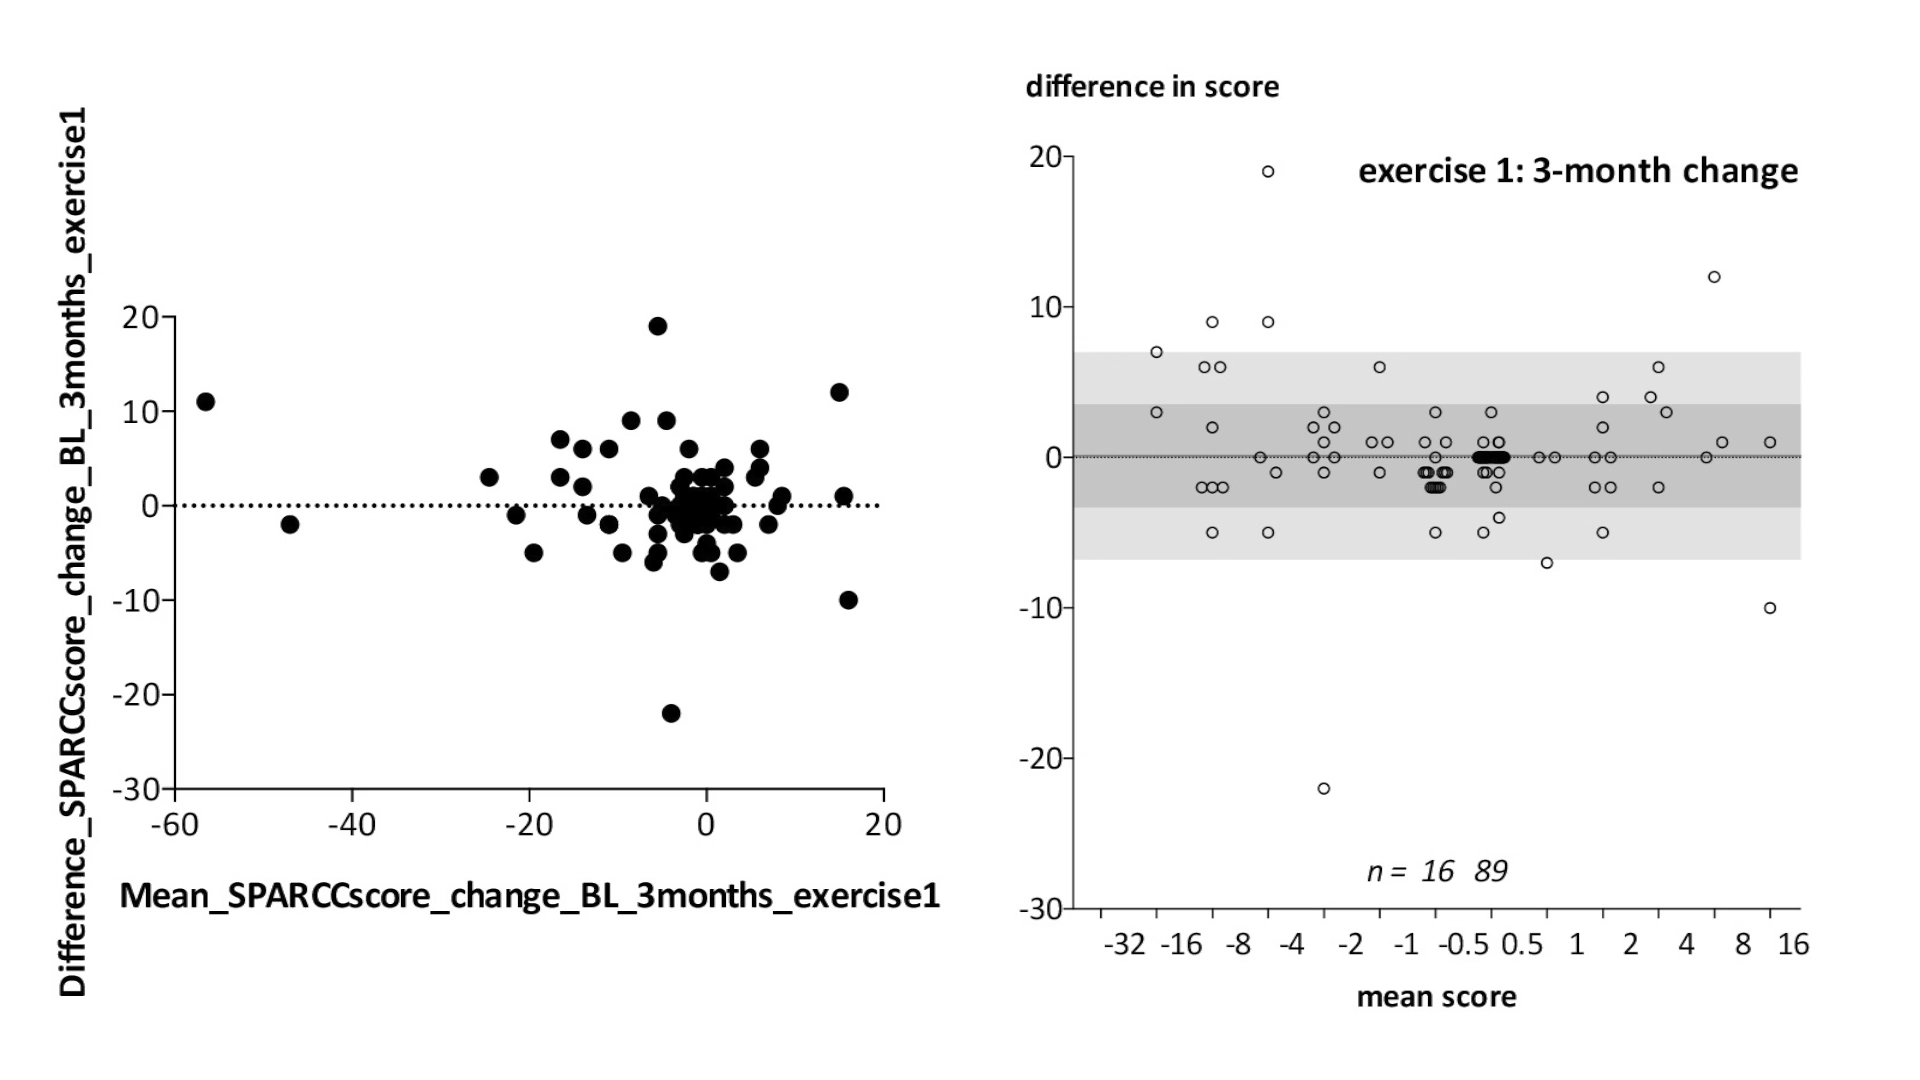 Difference_SPARCCscore_change_BL_3months_exercise1
20
10
0
-10
-20
-30
-60 -40 -20 0 20
Mean_SPARCCscore_change_BL_3months_exercise1
difference in score
exercise 1: 3-month change
20
10
0
-10
-20
-30
n = 16 89
-32 -16 -8 -4 -2 -1 -0.5 0.5 1 2 4 8 16
mean score